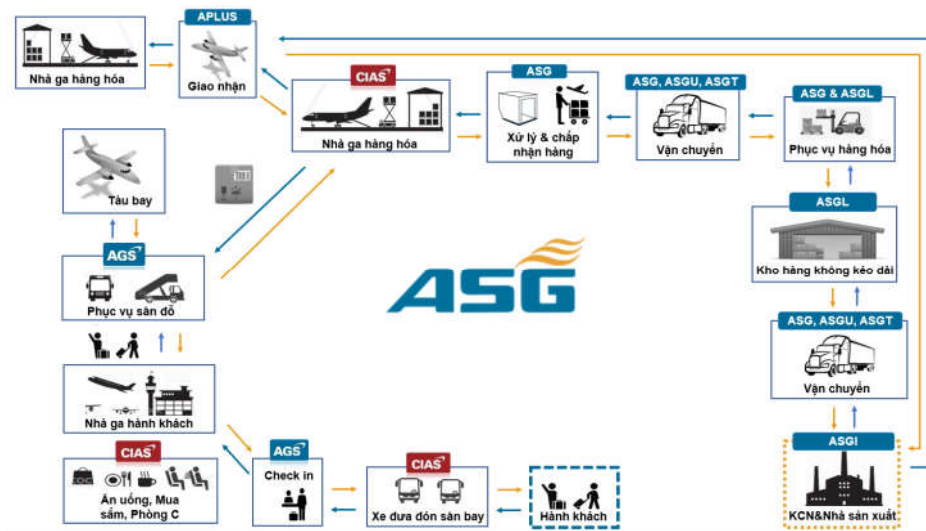 APLUS
Giao nhận
Nhà ga hàng hóa
CIAS
Nhà ga hàng hóa
ASG
Xử lý & chấp
nhận hàng
ASG, ASGU, ASGT
Vận chuyển
ASG & ASGL
Phục vụ hàng hóa
Tàu bay
ASGL
Kho hàng không kéo dài
AGS
Phục vụ sân đỗ
ASG
ASG, ASGU, ASGT
Vận chuyển
Nhà ga hành khách
CIAS
Ăn uống, Mua
sắm, Phòng C
AGS
Check in
CIAS
Xe đưa đón sân bay
Hành khách
ASGI
KCN&Nhà sản xuất